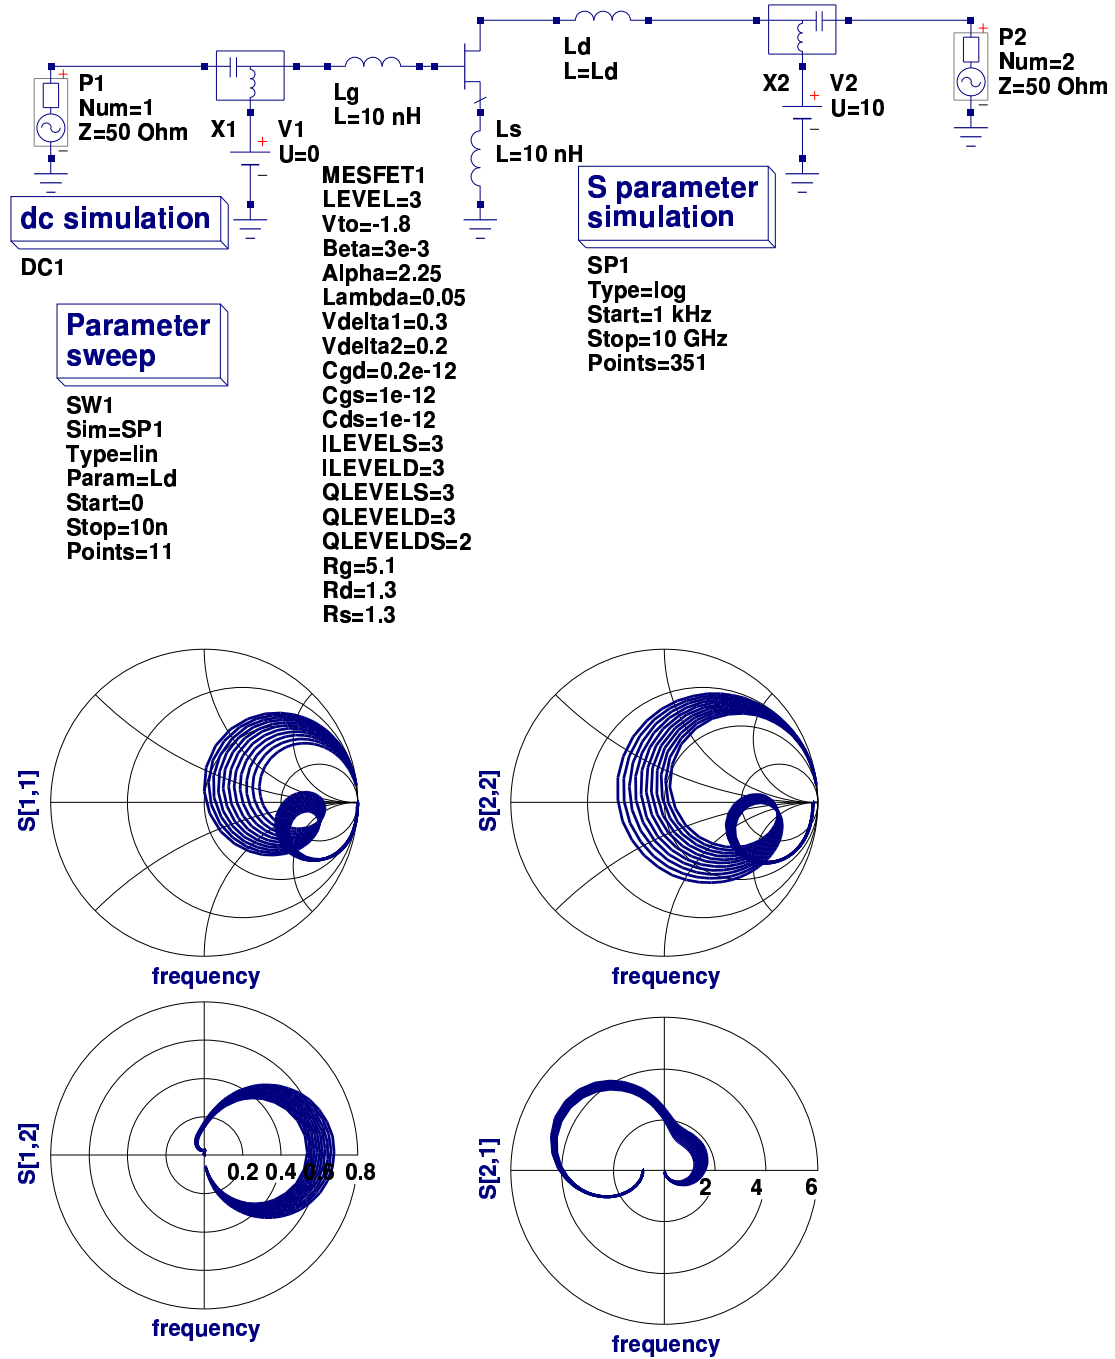 P1
Num=1
Z=50 Ohm
X1
V1
U=0
Lg
L=10 nH
Ld
L=Ld
Ls
L=10 nH
X2
V2
U=10
P2
Num=2
Z=50 Ohm
dc simulation
DC1
Parameter
sweep
SW1
Sim=SP1
Type=lin
Param=Ld
Start=0
Stop=10n
Points=11
MESFET1
LEVEL=3
Vto=-1.8
Beta=3e-3
Alpha=2.25
Lambda=0.05
Vdelta1=0.3
Vdelta2=0.2
Cgd=0.2e-12
Cgs=1e-12
Cds=1e-12
ILEVELS=3
ILEVELD=3
QLEVELS=3
QLEVELD=3
QLEVELDS=2
Rg=5.1
Rd=1.3
Rs=1.3
S parameter
simulation
SP1
Type=log
Start=1 kHz
Stop=10 GHz
Points=351
S[1,1]
frequency
S[2,2]
frequency
S[1,2]
0.2 0.4 0.6 0.8
frequency
S[2,1]
2 4 6
frequency